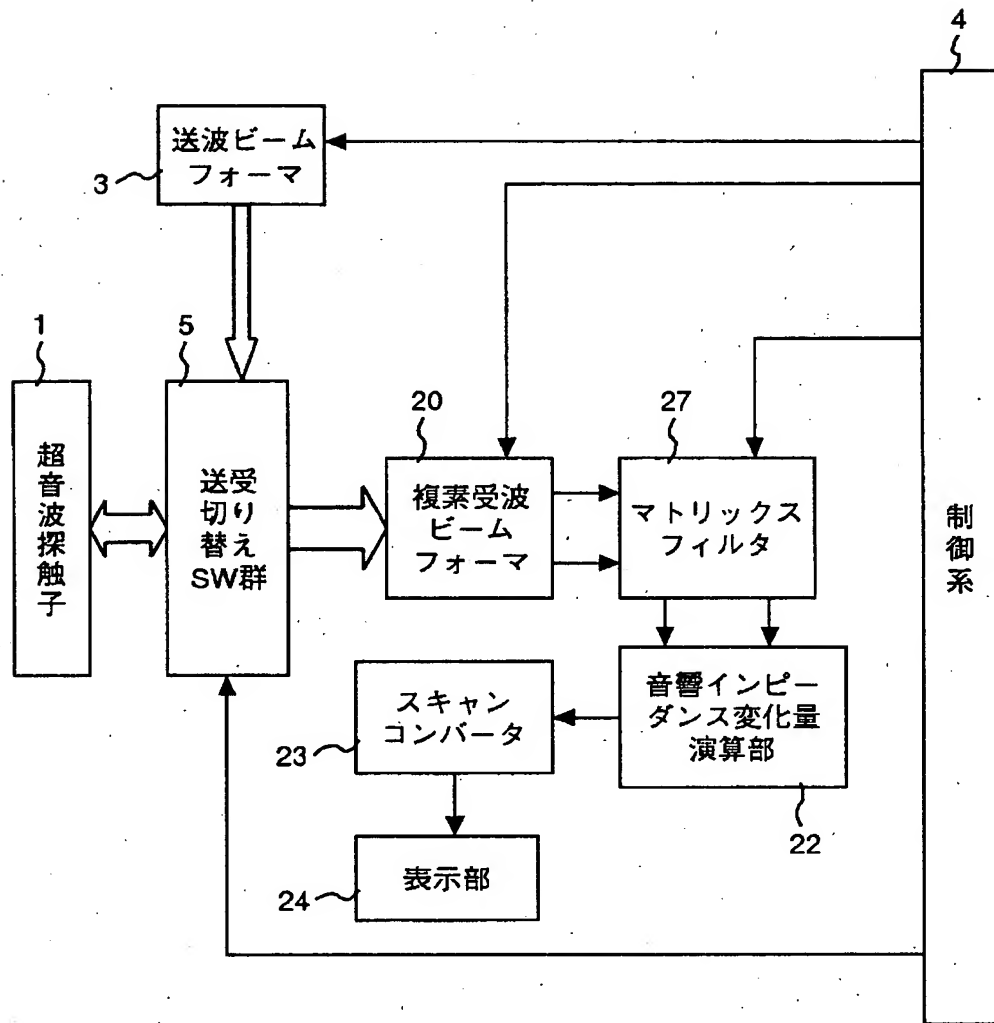 4
送波ビーム
フォーマ
3
1
5
超音波探触子
送受
切り
替え
SW群
20
複素受波
ビーム
フォーマ
27
マトリックス
フィルタ
制御系
スキャン
コンバータ
23
音響インピー
ダンス変化量
演算部
22
表示部
24